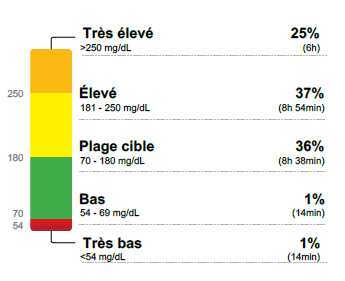 Très élevé 25%
>250 mg/dL (6h)
250
Élevé 37%
181 - 250 mg/dL (8h 54min)
180
Plage cible 36%
70 - 180 mg/dL (8h 38min)
Bas 1%
70
54 - 69 mg/dL (14min)
54
Très bas 1%
<54 mg/dL (14min)